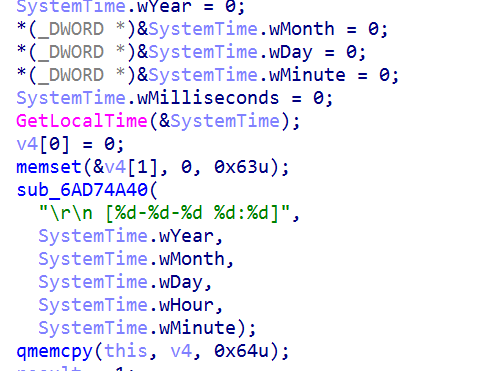 SystemTime.wYear = 0;
*(_DWORD *)&SystemTime.wMonth = 0;
*(_DWORD *)&SystemTime.wDay = 0;
*(_DWORD *)&SystemTime.wMinute = 0;
SystemTime.wMilliseconds = 0;
GetLocalTime(&SystemTime);
v4[0] = 0;
memset(&v4[1], 0, 0x63u);
sub_6AD74A40(
"\r\n [%d-%d-%d %d:%d]",
SystemTime.wYear,
SystemTime.wMonth,
SystemTime.wDay,
SystemTime.wHour,
SystemTime.wMinute);
qmemcpy(this, v4, 0x64u);